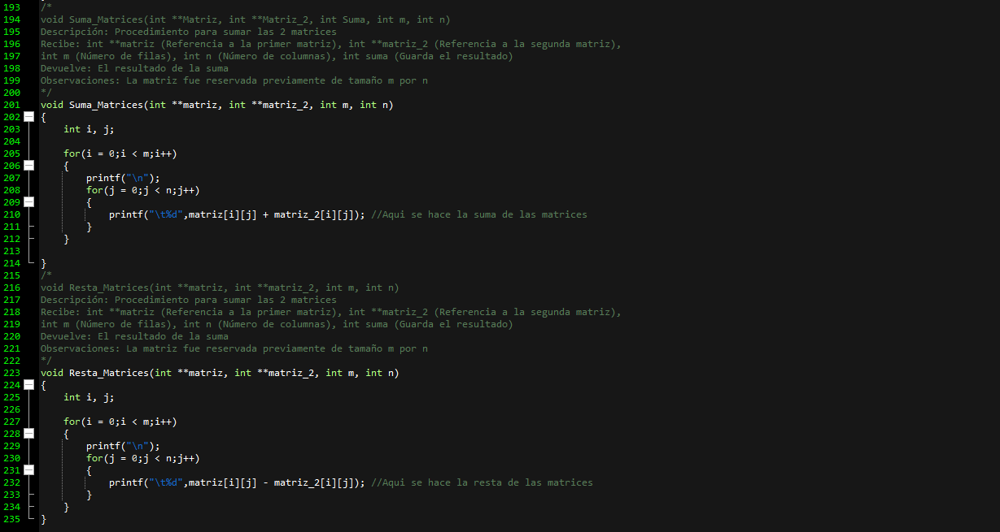 193 /*
194 void Suma_Matrices(int **Matriz, int **Matriz_2, int Suma, int m, int n)
195 Descripción: Procedimiento para sumar las 2 matrices
196 Recibe: int **matriz (Referencia a la primer matriz), int **matriz_2 (Referencia a la segunda matriz),
197 int m (Número de filas), int n (Número de columnas), int suma (Guarda el resultado)
198 Devuelve: El resultado de la suma
199 Observaciones: La matriz fue reservada previamente de tamaño m por n
200 */
201 void Suma_Matrices(int **matriz, int **matriz_2, int m, int n)
202 {
203     int i, j;
204
205     for(i = 0;i < m;i++)
206     {
207         printf("\n");
208         for(j = 0;j < n;j++)
209         {
210             printf("\t%d",matriz[i][j] + matriz_2[i][j]); //Aqui se hace la suma de las matrices
211         }
212     }
213
214 }
215 /*
216 void Resta_Matrices(int **matriz, int **matriz_2, int m, int n)
217 Descripción: Procedimiento para sumar las 2 matrices
218 Recibe: int **matriz (Referencia a la primer matriz), int **matriz_2 (Referencia a la segunda matriz),
219 int m (Número de filas), int n (Número de columnas), int suma (Guarda el resultado)
220 Devuelve: El resultado de la suma
221 Observaciones: La matriz fue reservada previamente de tamaño m por n
222 */
223 void Resta_Matrices(int **matriz, int **matriz_2, int m, int n)
224 {
225     int i, j;
226
227     for(i = 0;i < m;i++)
228     {
229         printf("\n");
230         for(j = 0;j < n;j++)
231         {
232             printf("\t%d",matriz[i][j] - matriz_2[i][j]); //Aqui se hace la resta de las matrices
233         }
234     }
235 }